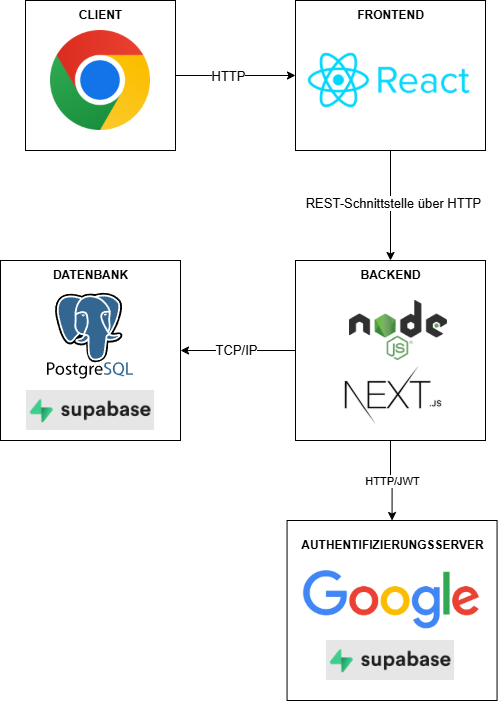 CLIENT
HTTP
FRONTEND
React
REST-Schnittstelle über HTTP
DATENBANK
PostgreSQL
supabase
TCP/IP
BACKEND
node
JS
NEXT.JS
HTTP/JWT
AUTHENTIFIZIERUNGSSERVER
Google
supabase